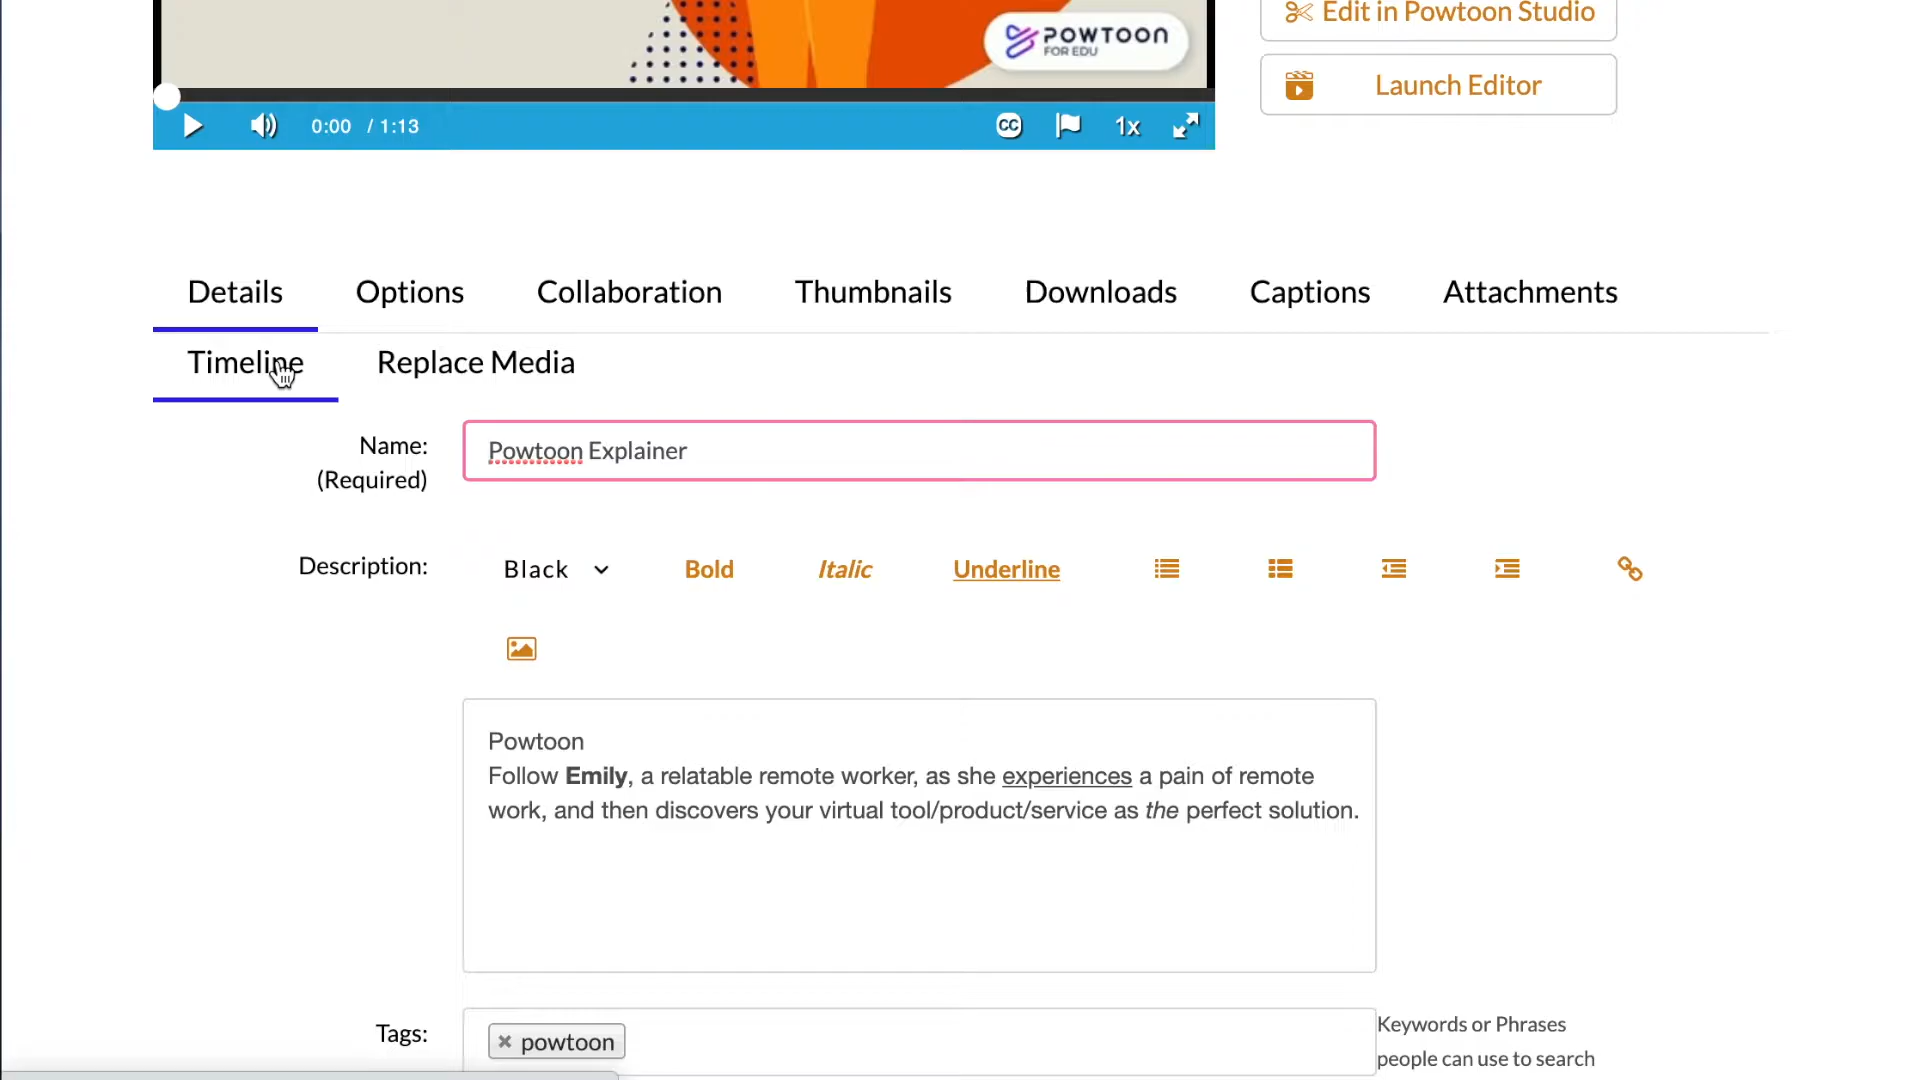 Edit in Powtoon Studio
POWTOON
FOR EDU
Launch Editor
0:00 / 1:13
CC
1x
Details Options Collaboration Thumbnails Downloads Captions Attachments
Timeline Replace Media
Name:
(Required)
Powtoon Explainer
Description:
Black Bold Italic Underline
Powtoon
Follow Emily, a relatable remote worker, as she experiences a pain of remote
work, and then discovers your virtual tool/product/service as the perfect solution.
Tags:
× powtoon
Keywords or Phrases
people can use to search